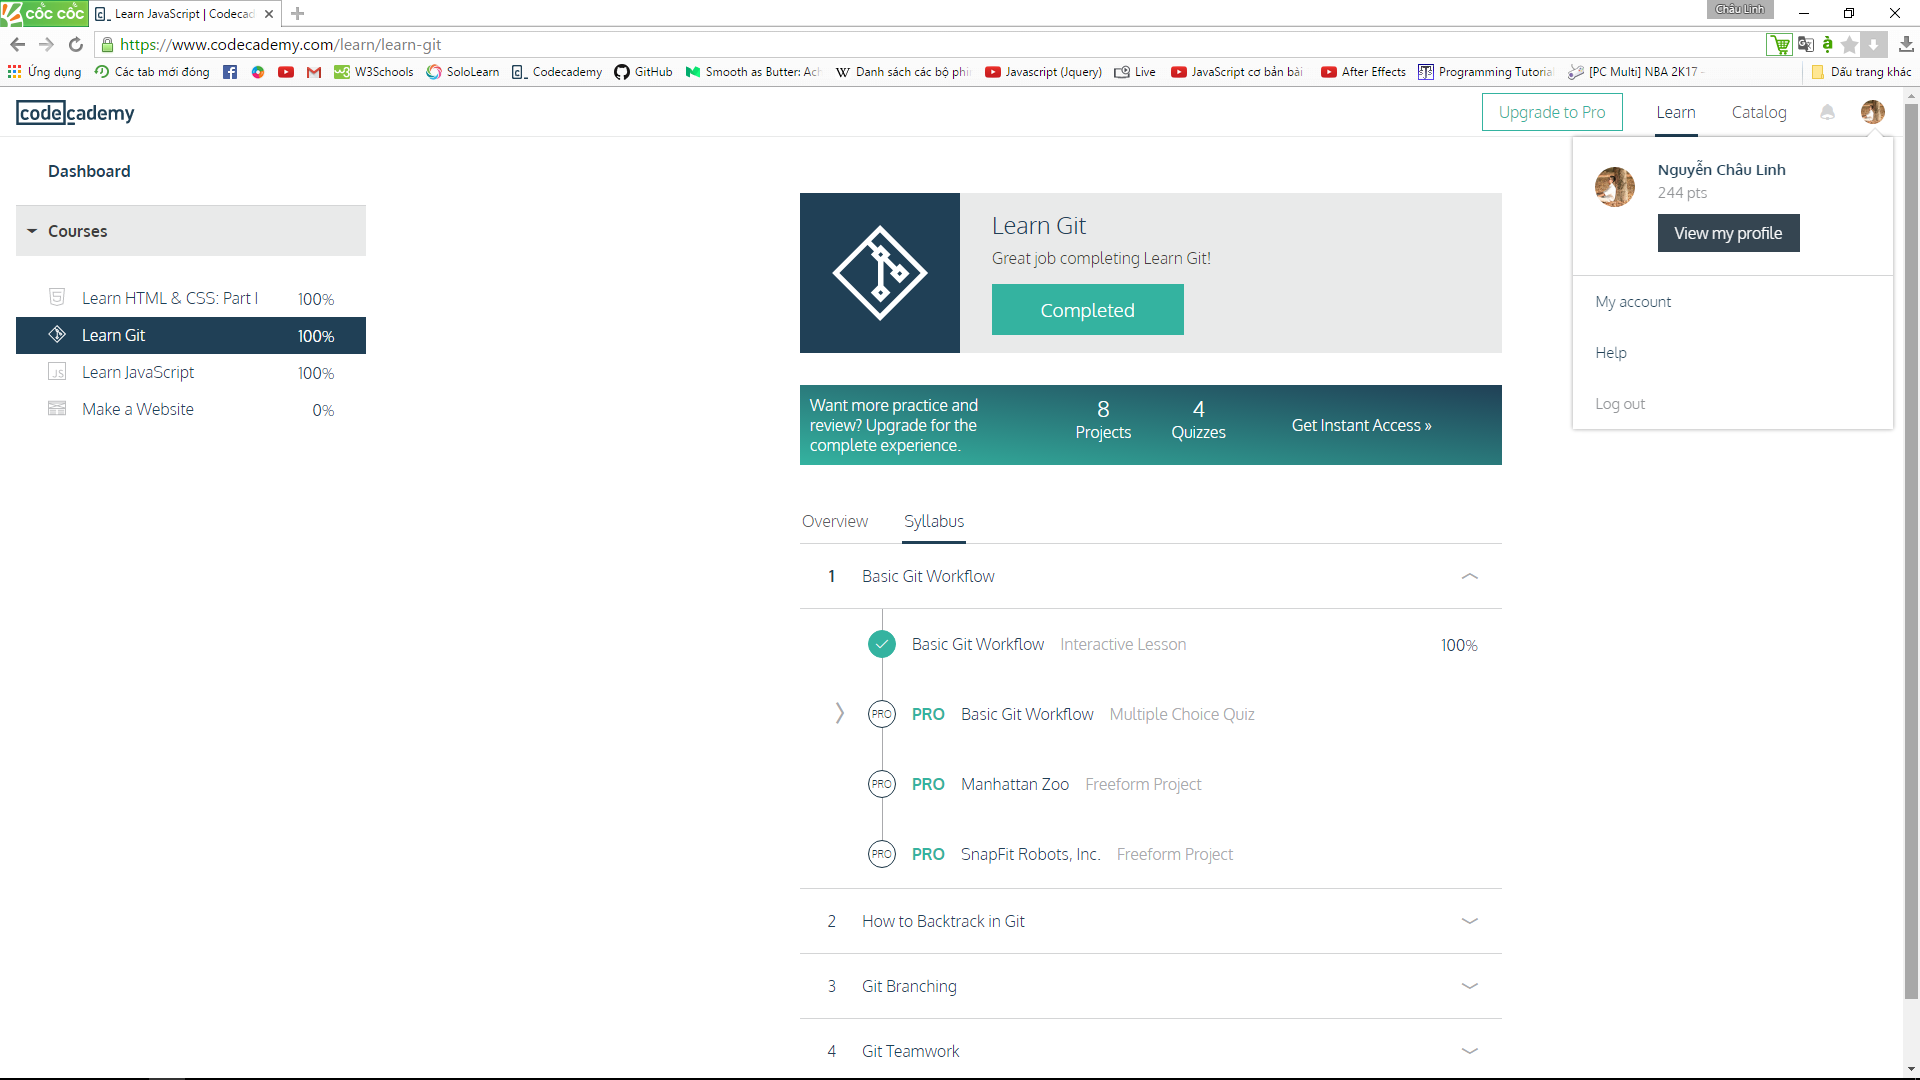 CỐC CỐC
Learn JavaScript | Codecad
Châu Linh
https://www.codecademy.com/learn/learn-git
Ứng dụng
Các tab mới đóng
W3Schools
SoloLearn
Codecademy
GitHub
Smooth as Butter: Ach
Danh sách các bộ phi
Javascript (Jquery)
Live
JavaScript cơ bản bài
After Effects
Programming Tutoria
[PC Multi] NBA 2K17 -
Dấu trang khác
codecademy
Upgrade to Pro
Learn
Catalog
Nguyễn Châu Linh
244 pts
View my profile
My account
Help
Log out
Dashboard
Courses
Learn HTML & CSS: Part I 100%
Learn Git 100%
JS Learn JavaScript 100%
Make a Website 0%
Learn Git
Great job completing Learn Git!
Completed
Want more practice and
review? Upgrade for the
complete experience.
8
Projects
4
Quizzes
Get Instant Access »
Overview
Syllabus
1 Basic Git Workflow
Basic Git Workflow Interactive Lesson 100%
PRO PRO Basic Git Workflow Multiple Choice Quiz
PRO PRO Manhattan Zoo Freeform Project
PRO PRO SnapFit Robots, Inc. Freeform Project
2 How to Backtrack in Git
3 Git Branching
4 Git Teamwork